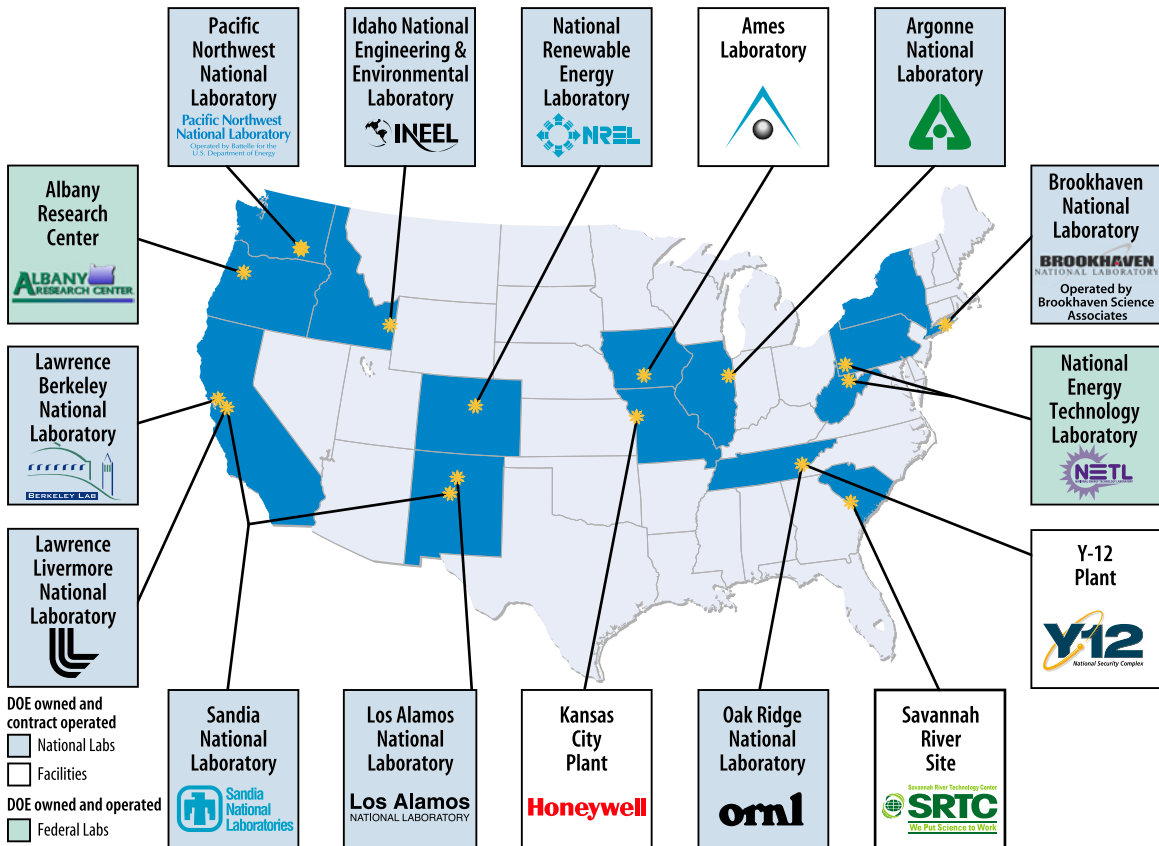 Pacific
Northwest
National
Laboratory
Pacific Northwest
National Laboratory
Operated by Battelle for the
U.S. Department of Energy
Idaho National
Engineering &
Environmental
Laboratory
INEEL
National
Renewable
Energy
Laboratory
NREL
Ames
Laboratory
Argonne
National
Laboratory
Albany
Research
Center
ALBANY
RESEARCH CENTER
Brookhaven
National
Laboratory
BROOKHAVEN
NATIONAL LABORATORY
Operated by
Brookhaven Science
Associates
Lawrence
Berkeley
National
Laboratory
BERKELEY LAB
National
Energy
Technology
Laboratory
NETL
NATIONAL ENERGY TECHNOLOGY LABORATORY
Lawrence
Livermore
National
Laboratory
Y-12
Plant
Y-12
National Security Complex
DOE owned and
contract operated
National Labs
Facilities
DOE owned and operated
Federal Labs
Sandia
National
Laboratory
Sandia
National
Laboratories
Los Alamos
National
Laboratory
Los Alamos
NATIONAL LABORATORY
Kansas
City
Plant
Honeywell
Oak Ridge
National
Laboratory
ornl
Savannah
River
Site
Savannah River Technology Center
SRTC
We Put Science to Work